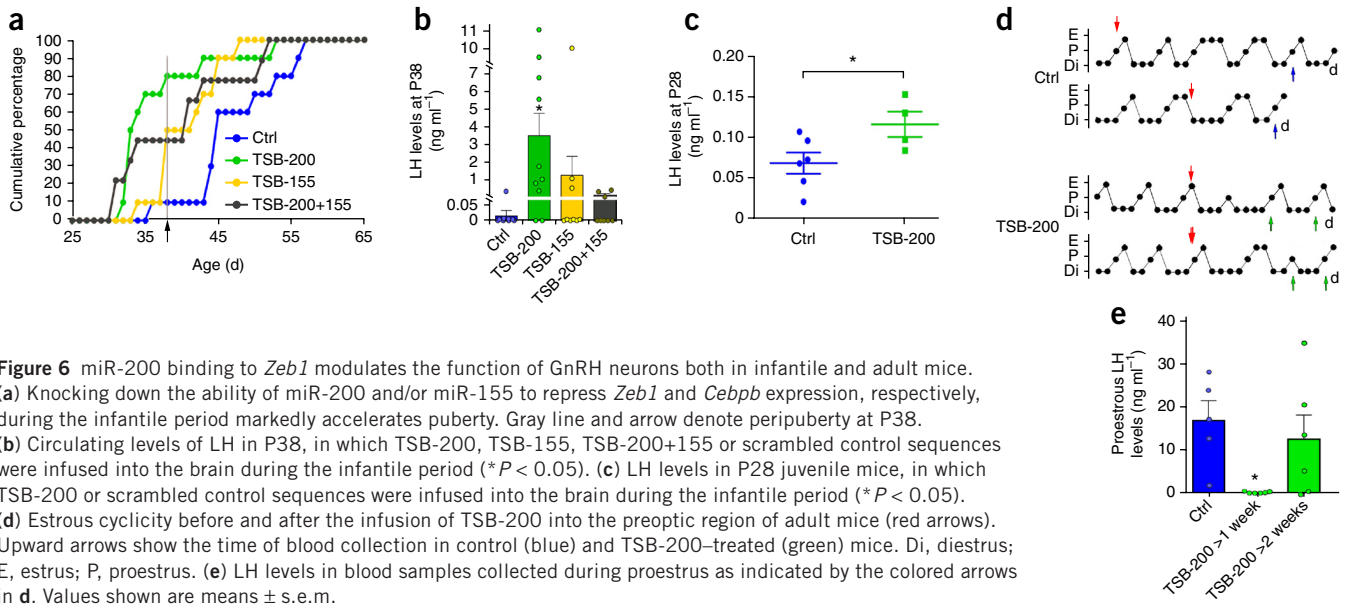 a
Cumulative percentage
100
90
80
70
60
50
40
30
20
10
0
25
35
45
55
65
Age (d)
Ctrl
TSB-200
TSB-155
TSB-200+155
b
LH levels at P38
(ng ml⁻¹)
11
10
7
6
5
4
3
2
1
0.05
0
*
Ctrl
TSB-200
TSB-155
TSB-200+155
c
LH levels at P28
(ng ml⁻¹)
0.20
0.15
0.10
0.05
0
*
Ctrl
TSB-200
d
E
P
Di
d
Ctrl
E
P
Di
d
E
P
Di
d
TSB-200
E
P
Di
d
e
Proestrous LH
levels (ng ml⁻¹)
40
30
20
10
0
*
Ctrl
TSB-200 >1 week
TSB-200 >2 weeks
Figure 6 miR-200 binding to Zeb1 modulates the function of GnRH neurons both in infantile and adult mice.
(a) Knocking down the ability of miR-200 and/or miR-155 to repress Zeb1 and Cebpb expression, respectively,
during the infantile period markedly accelerates puberty. Gray line and arrow denote peripuberty at P38.
(b) Circulating levels of LH in P38, in which TSB-200, TSB-155, TSB-200+155 or scrambled control sequences
were infused into the brain during the infantile period (*P < 0.05). (c) LH levels in P28 juvenile mice, in which
TSB-200 or scrambled control sequences were infused into the brain during the infantile period (*P < 0.05).
(d) Estrous cyclicity before and after the infusion of TSB-200 into the preoptic region of adult mice (red arrows).
Upward arrows show the time of blood collection in control (blue) and TSB-200–treated (green) mice. Di, diestrus;
E, estrus; P, proestrus. (e) LH levels in blood samples collected during proestrus as indicated by the colored arrows
in d. Values shown are means ± s.e.m.